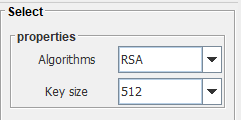 Select
properties
Algorithms RSA
Key size 512